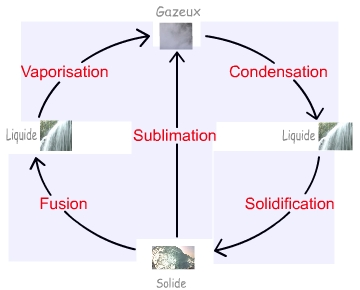 Gazeux
Vaporisation
Condensation
Liquide
Sublimation
Liquide
Fusion
Solidification
Solide